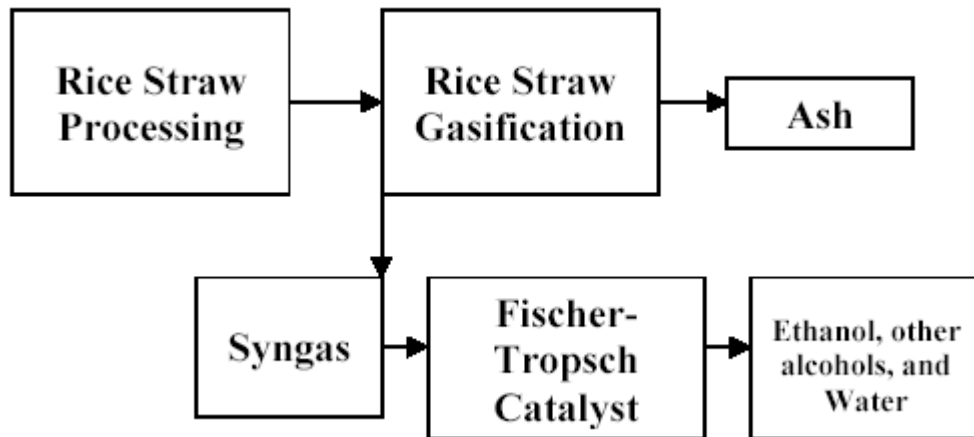 Rice Straw
Processing
Rice Straw
Gasification
Ash
Syngas
Fischer-
Tropsch
Catalyst
Ethanol, other
alcohols, and
Water